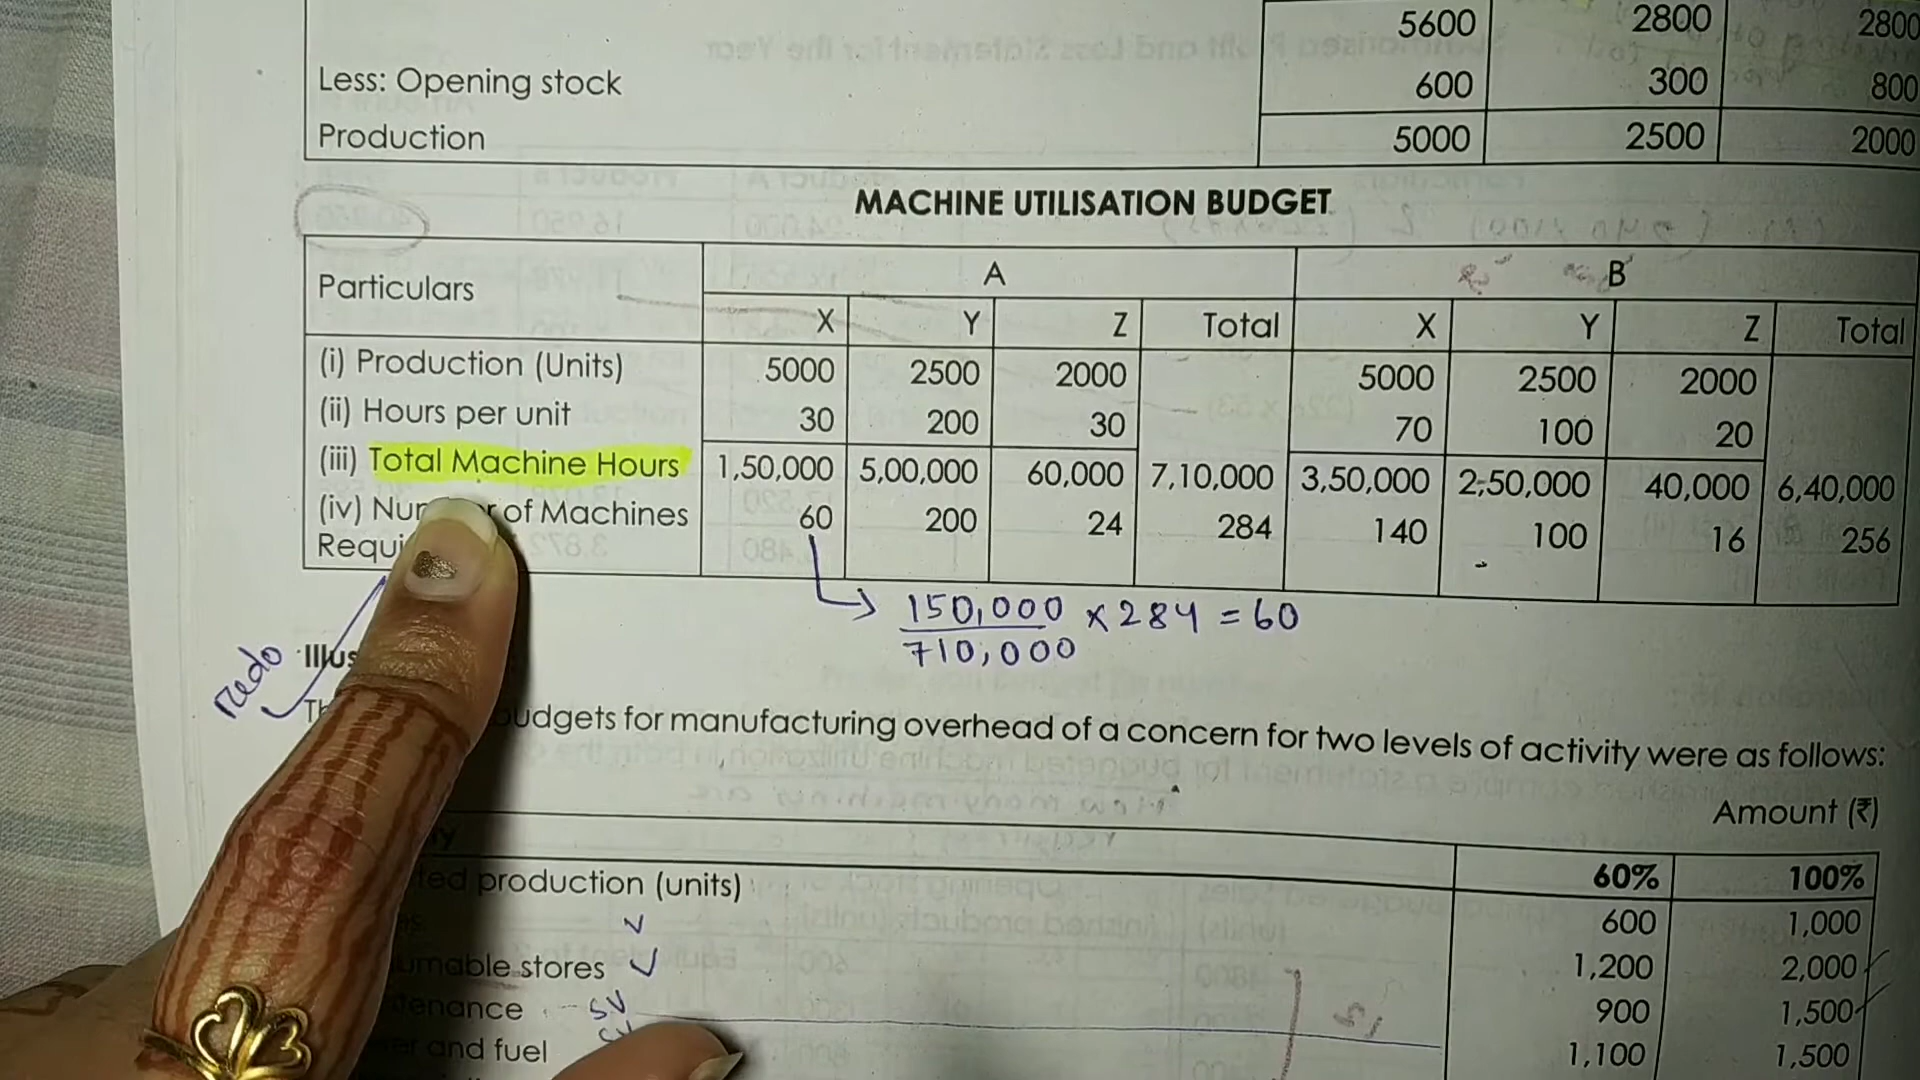 5600 2800 2800
Less: Opening stock 600 300 800
Production 5000 2500 2000
MACHINE UTILISATION BUDGET
Particulars A B
X Y Z Total X Y Z Total
(i) Production (Units) 5000 2500 2000 5000 2500 2000
(ii) Hours per unit 30 200 30 70 100 20
(iii) Total Machine Hours 1,50,000 5,00,000 60,000 7,10,000 3,50,000 2,50,000 40,000 6,40,000
(iv) of Machines 60 200 24 284 140 100 16 256
150,000 × 284 = 60
710,000
redo
budgets for manufacturing overhead of a concern for two levels of activity were as follows:
Amount (₹)
60% 100%
production (units) 600 1,000
V
stores V 1,200 2,000
SV 900 1,500
and fuel 1,100 1,500